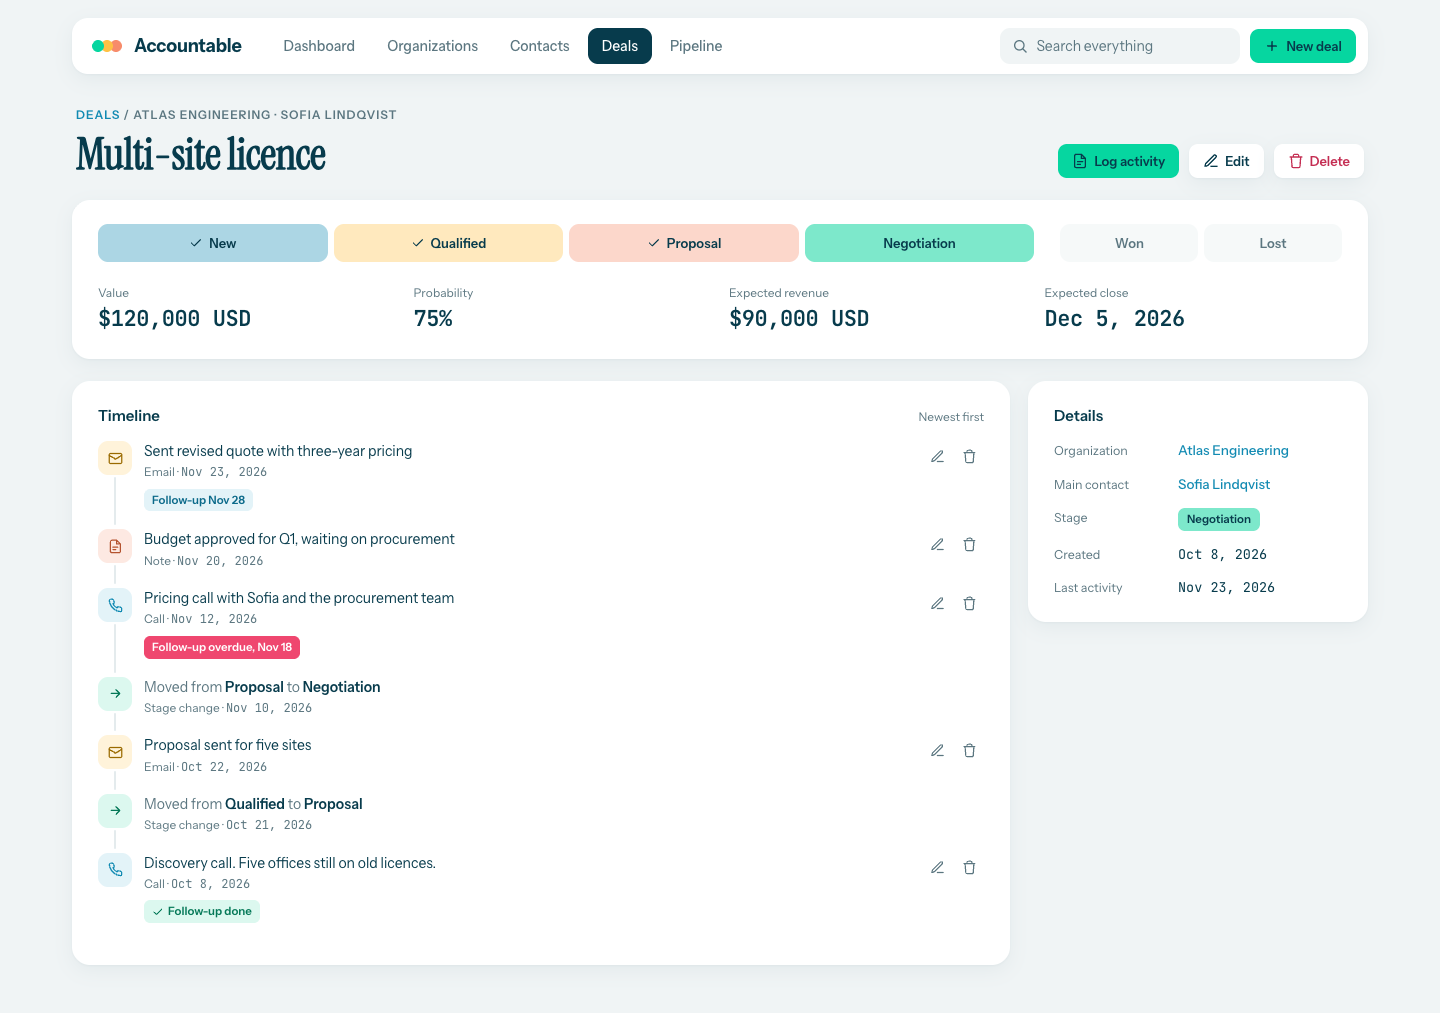 Accountable
Dashboard
Organizations
Contacts
Deals
Pipeline
Search everything
New deal
DEALS / ATLAS ENGINEERING · SOFIA LINDQVIST
Multi-site licence
Log activity
Edit
Delete
New
Qualified
Proposal
Negotiation
Won
Lost
Value
$120,000 USD
Probability
75%
Expected revenue
$90,000 USD
Expected close
Dec 5, 2026
Timeline
Newest first
Sent revised quote with three-year pricing
Email · Nov 23, 2026
Follow-up Nov 28
Budget approved for Q1, waiting on procurement
Note · Nov 20, 2026
Pricing call with Sofia and the procurement team
Call · Nov 12, 2026
Follow-up overdue, Nov 18
Moved from Proposal to Negotiation
Stage change · Nov 10, 2026
Proposal sent for five sites
Email · Oct 22, 2026
Moved from Qualified to Proposal
Stage change · Oct 21, 2026
Discovery call. Five offices still on old licences.
Call · Oct 8, 2026
Follow-up done
Details
Organization
Atlas Engineering
Main contact
Sofia Lindqvist
Stage
Negotiation
Created
Oct 8, 2026
Last activity
Nov 23, 2026